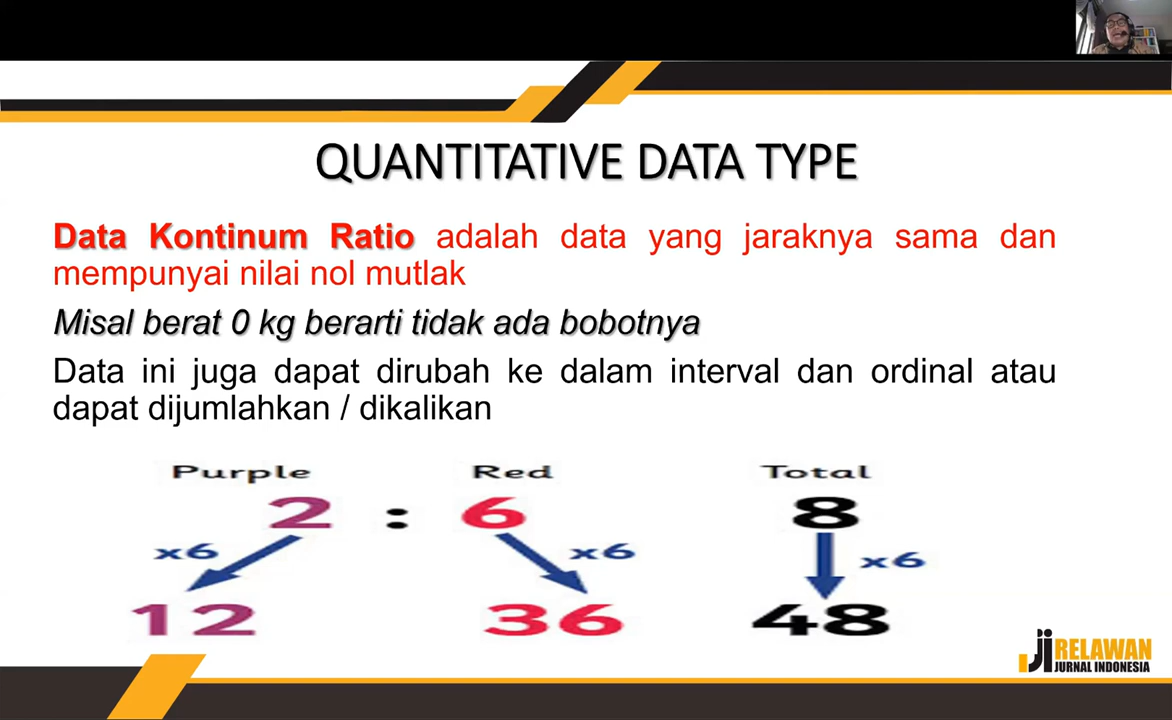 QUANTITATIVE DATA TYPE
Data Kontinum Ratio adalah data yang jaraknya sama dan
mempunyai nilai nol mutlak
Misal berat 0 kg berarti tidak ada bobotnya
Data ini juga dapat dirubah ke dalam interval dan ordinal atau
dapat dijumlahkan / dikalikan
Purple Red Total
2 : 6 8
x6 x6 x6
12 36 48
RELAWAN
JURNAL INDONESIA